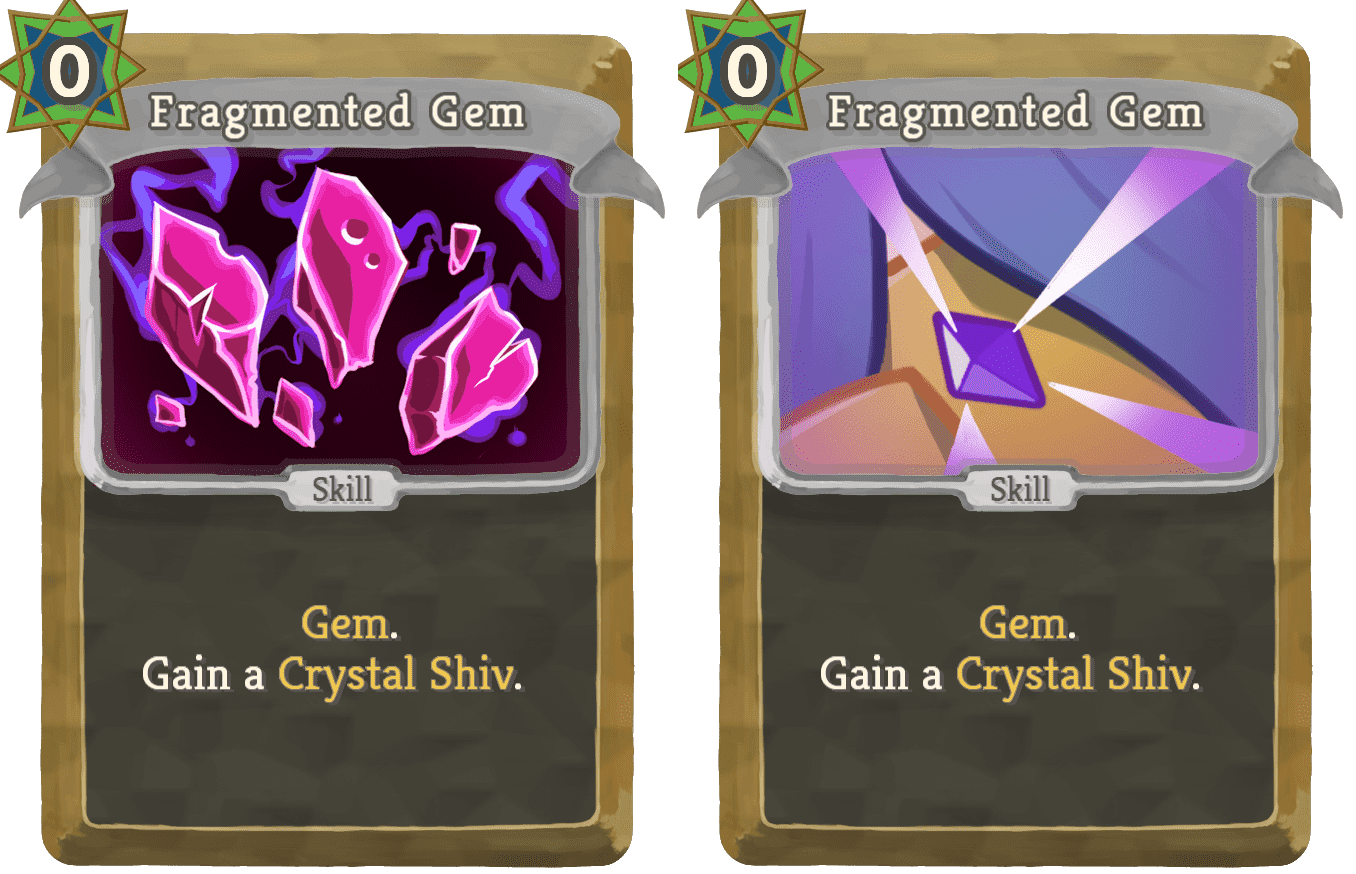 0
Fragmented Gem
Skill
Gem.
Gain a Crystal Shiv.
0
Fragmented Gem
Skill
Gem.
Gain a Crystal Shiv.